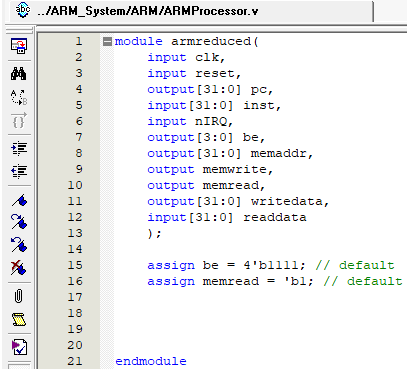 ../ARM_System/ARM/ARMProcessor.v
1 module armreduced(
2 input clk,
3 input reset,
4 output[31:0] pc,
5 input[31:0] inst,
6 input nIRQ,
7 output[3:0] be,
8 output[31:0] memaddr,
9 output memwrite,
10 output memread,
11 output[31:0] writedata,
12 input[31:0] readdata
13 );
14
15 assign be = 4'b1111; // default
16 assign memread = 'b1; // default
17
18
19
20
21 endmodule